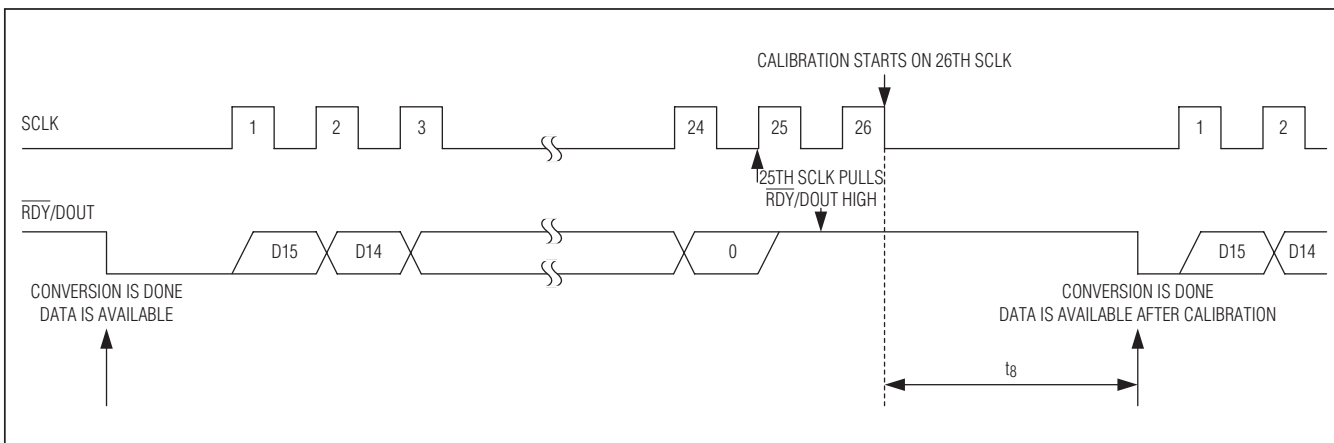 CALIBRATION STARTS ON 26TH SCLK
SCLK
1
2
3
24
25
26
1
2
25TH SCLK PULLS
RDY/DOUT HIGH
RDY/DOUT
D15
D14
0
D15
D14
CONVERSION IS DONE
DATA IS AVAILABLE
CONVERSION IS DONE
DATA IS AVAILABLE AFTER CALIBRATION
t8